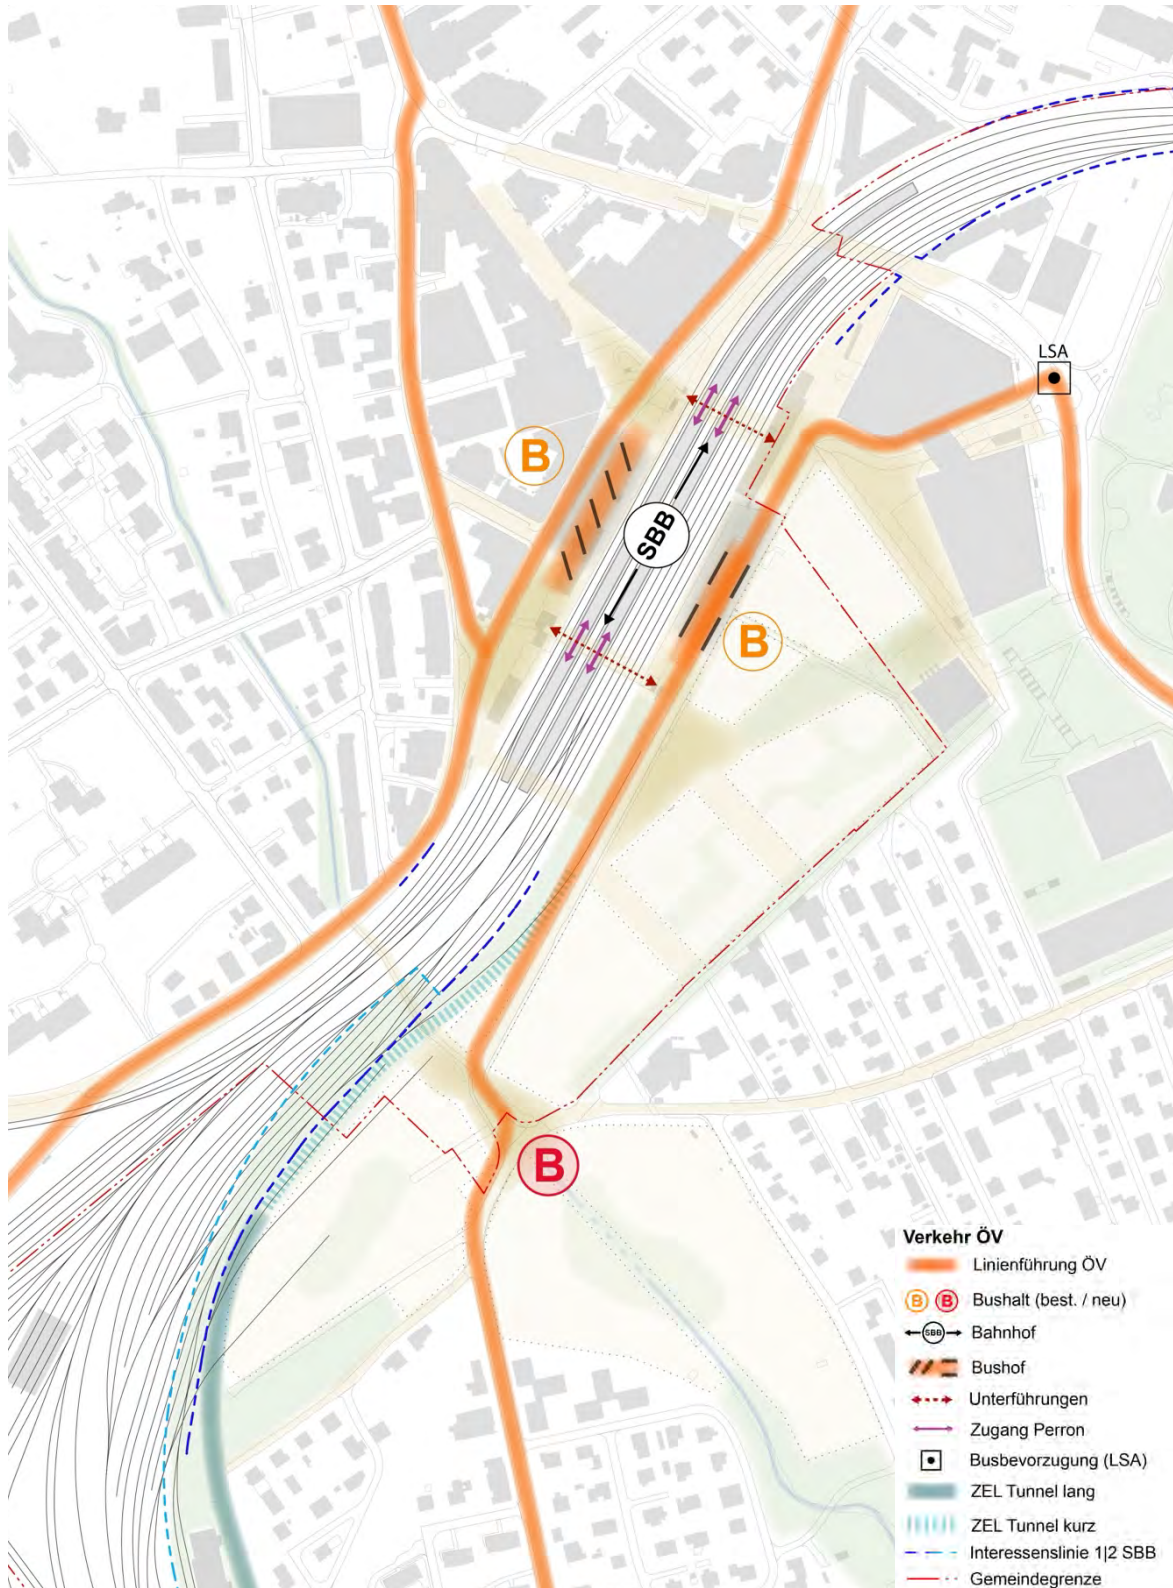 LSA
B
SBB
B
B
Verkehr ÖV
Linienführung ÖV
B B Bushalt (best. / neu)
SBB Bahnhof
Bushof
Unterführungen
Zugang Perron
Busbevorzugung (LSA)
ZEL Tunnel lang
ZEL Tunnel kurz
Interessenslinie 1|2 SBB
Gemeindegrenze